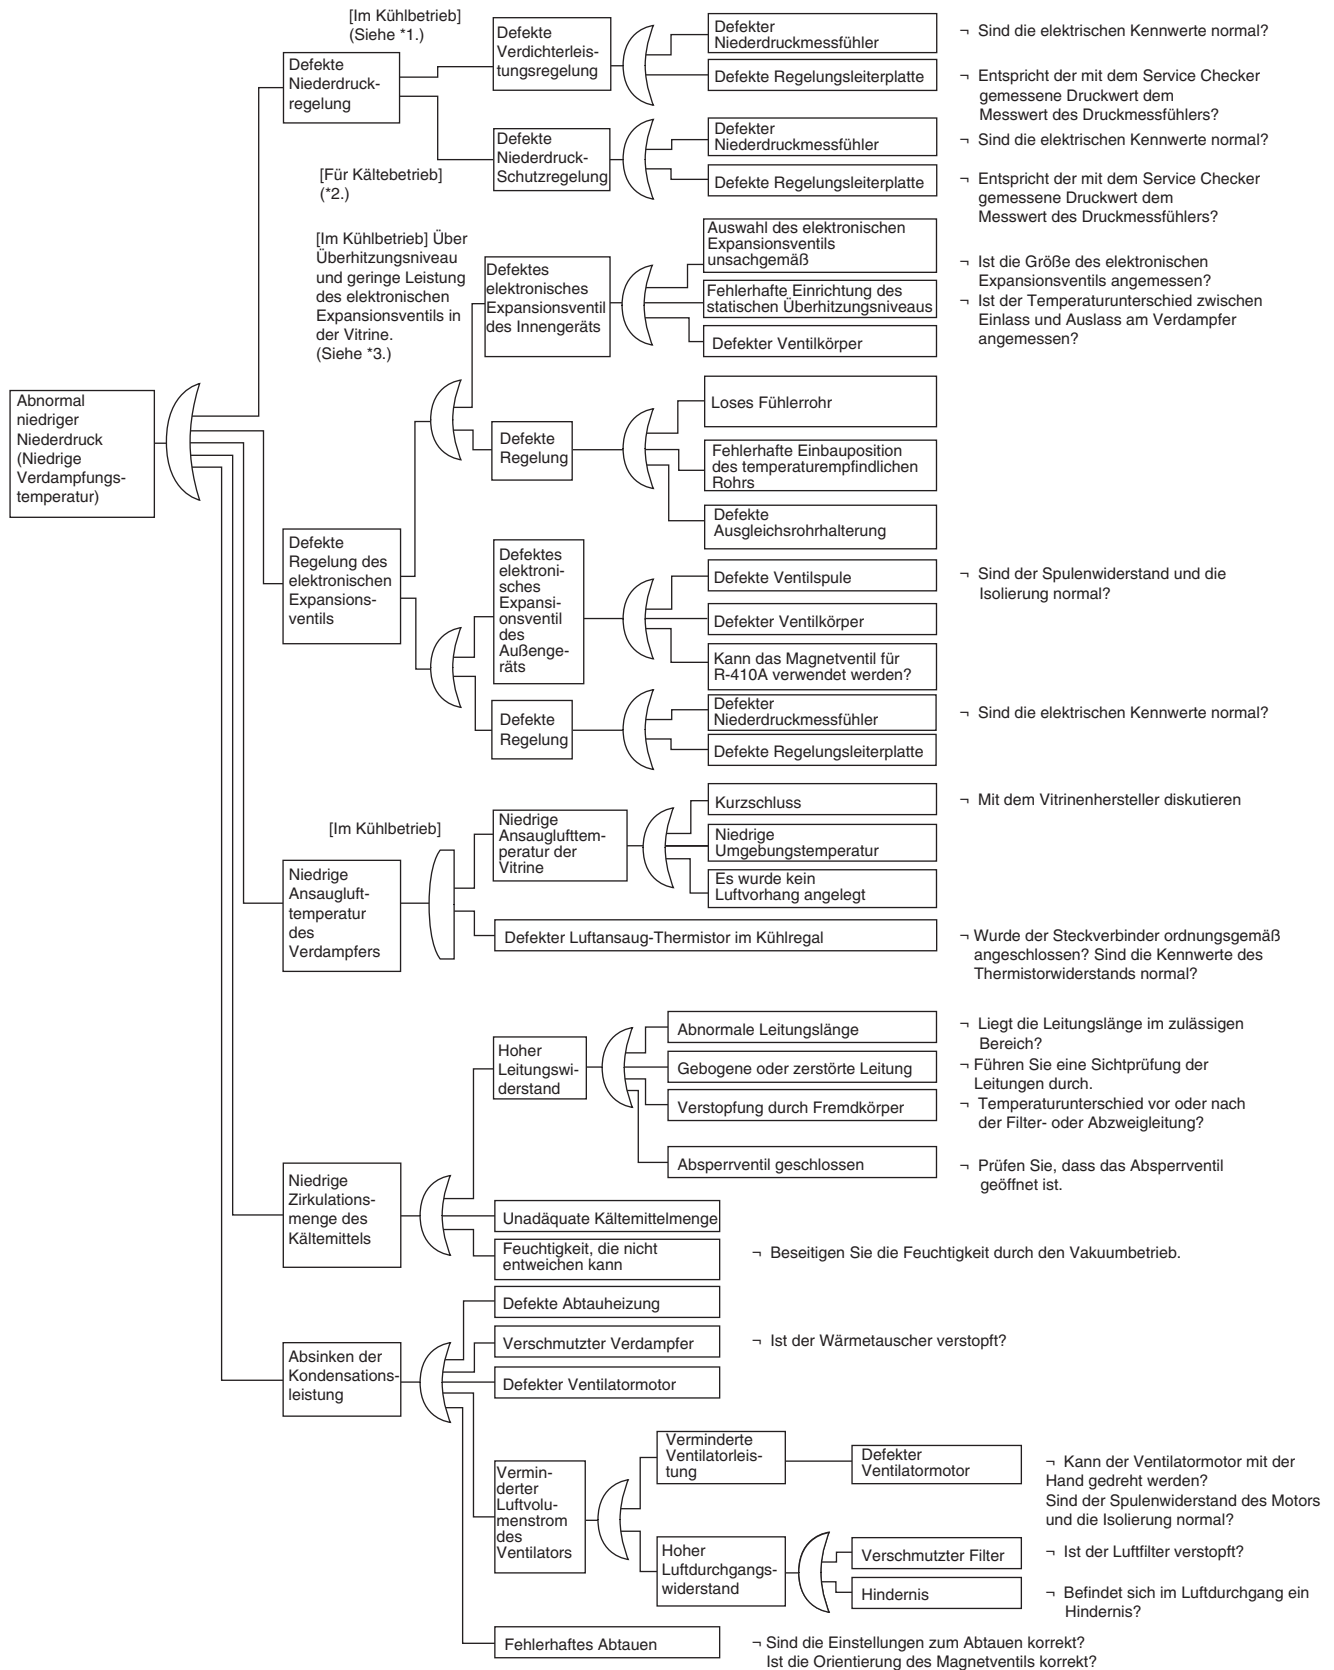 [Im Kühlbetrieb]
(Siehe *1.)
Defekte
Niederdruck-
regelung
Defekte
Verdichterleis-
tungsregelung
Defekter
Niederdruckmessfühler
¬ Sind die elektrischen Kennwerte normal?
Defekte Regelungsleiterplatte
¬ Entspricht der mit dem Service Checker
gemessene Druckwert dem
Messwert des Druckmessfühlers?
[Für Kältebetrieb]
(*2.)
Defekte
Niederdruck-
Schutzregelung
Defekter
Niederdruckmessfühler
¬ Sind die elektrischen Kennwerte normal?
Defekte Regelungsleiterplatte
¬ Entspricht der mit dem Service Checker
gemessene Druckwert dem
Messwert des Druckmessfühlers?
[Im Kühlbetrieb] Über
Überhitzungsniveau
und geringe Leistung
des elektronischen
Expansionsventils in
der Vitrine.
(Siehe *3.)
Defektes
elektronisches
Expansionsventil
des Innengeräts
Auswahl des elektronischen
Expansionsventils
unsachgemäß
¬ Ist die Größe des elektronischen
Expansionsventils angemessen?
Fehlerhafte Einrichtung des
statischen Überhitzungsniveaus
¬ Ist der Temperaturunterschied zwischen
Einlass und Auslass am Verdampfer
angemessen?
Defekter Ventilkörper
Abnormal
niedriger
Niederdruck
(Niedrige
Verdampfungs-
temperatur)
Defekte
Regelung
Loses Fühlerrohr
Fehlerhafte Einbauposition
des temperaturempfindlichen
Rohrs
Defekte
Ausgleichsrohrhalterung
Defekte
Regelung des
elektronischen
Expansions-
ventils
Defektes
elektroni-
sches
Expansi-
onsventil
des
Außenge-
räts
Defekte Ventilspule
¬ Sind der Spulenwiderstand und die
Isolierung normal?
Defekter Ventilkörper
Kann das Magnetventil für
R-410A verwendet werden?
Defekte
Regelung
Defekter
Niederdruckmessfühler
¬ Sind die elektrischen Kennwerte normal?
Defekte Regelungsleiterplatte
[Im Kühlbetrieb]
Niedrige
Ansaugluft-
temperatur
des
Verdampfers
Niedrige
Ansauglufttem-
peratur der
Vitrine
Kurzschluss
¬ Mit dem Vitrinenhersteller diskutieren
Niedrige
Umgebungstemperatur
Es wurde kein
Luftvorhang angelegt
Defekter Luftansaug-Thermistor im Kühlregal
¬ Wurde der Steckverbinder ordnungsgemäß
angeschlossen? Sind die Kennwerte des
Thermistorwiderstands normal?
Niedrige
Zirkulations-
menge des
Kältemittels
Hoher
Leitungswi-
derstand
Abnormale Leitungslänge
¬ Liegt die Leitungslänge im zulässigen
Bereich?
Gebogene oder zerstörte Leitung
¬ Führen Sie eine Sichtprüfung der
Leitungen durch.
Verstopfung durch Fremdkörper
¬ Temperaturunterschied vor oder nach
der Filter- oder Abzweigleitung?
Absperrventil geschlossen
¬ Prüfen Sie, dass das Absperrventil
geöffnet ist.
Unadäquate Kältemittelmenge
Feuchtigkeit, die nicht
entweichen kann
¬ Beseitigen Sie die Feuchtigkeit durch den Vakuumbetrieb.
Absinken der
Kondensations-
leistung
Defekte Abtauheizung
Verschmutzter Verdampfer
¬ Ist der Wärmetauscher verstopft?
Defekter Ventilatormotor
Vermin-
derter
Luftvolu-
menstrom
des
Ventilators
Verminderte
Ventilatorleis-
tung
Defekter
Ventilatormotor
¬ Kann der Ventilatormotor mit der
Hand gedreht werden?
Sind der Spulenwiderstand des Motors
und die Isolierung normal?
Hoher
Luftdurchgangs-
widerstand
Verschmutzter Filter
¬ Ist der Luftfilter verstopft?
Hindernis
¬ Befindet sich im Luftdurchgang ein
Hindernis?
Fehlerhaftes Abtauen
¬ Sind die Einstellungen zum Abtauen korrekt?
Ist die Orientierung des Magnetventils korrekt?